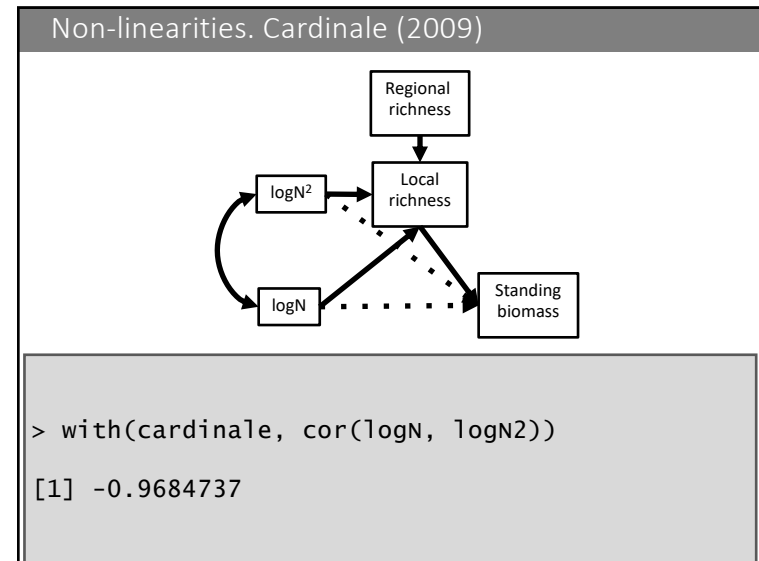 Non-linearities. Cardinale (2009)
Regional
richness
Local
richness
logN²
logN
Standing
biomass
> with(cardinale, cor(logN, logN2))
[1] -0.9684737